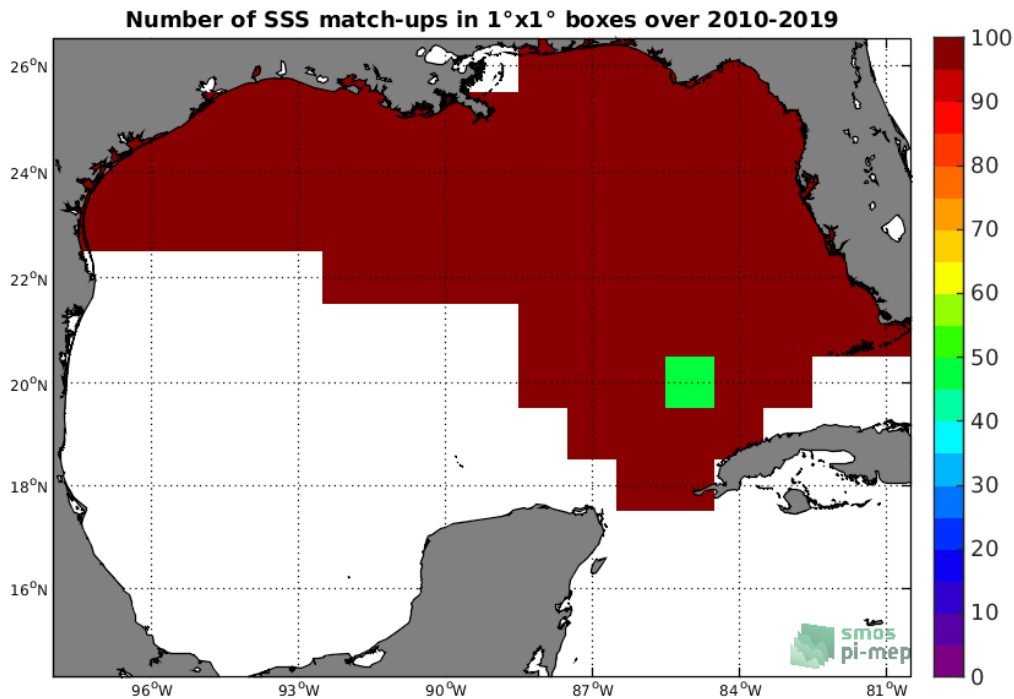 Number of SSS match-ups in 1°x1° boxes over 2010-2019
26°N
24°N
22°N
20°N
18°N
16°N
96°W
93°W
90°W
87°W
84°W
81°W
100
90
80
70
60
50
40
30
20
10
0
smos
pi-mep